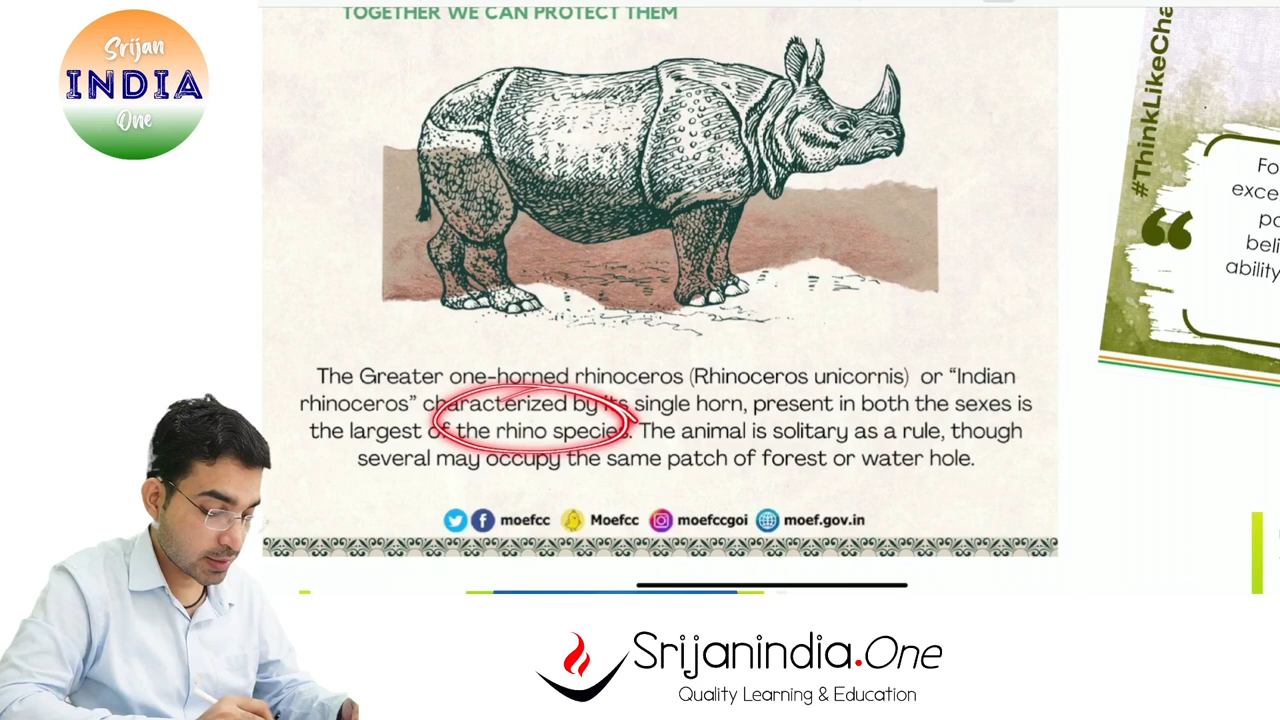 Srijan
INDIA
One
TOGETHER WE CAN PROTECT THEM
#ThinkLikeCha
The Greater one-horned rhinoceros (Rhinoceros unicornis) or “Indian
rhinoceros” characterized by its single horn, present in both the sexes is
the largest of the rhino species. The animal is solitary as a rule, though
several may occupy the same patch of forest or water hole.
moefcc Moefcc moefccgoi moef.gov.in
“
Fo
exce
po
beli
ability
Srijanindia.One
Quality Learning & Education